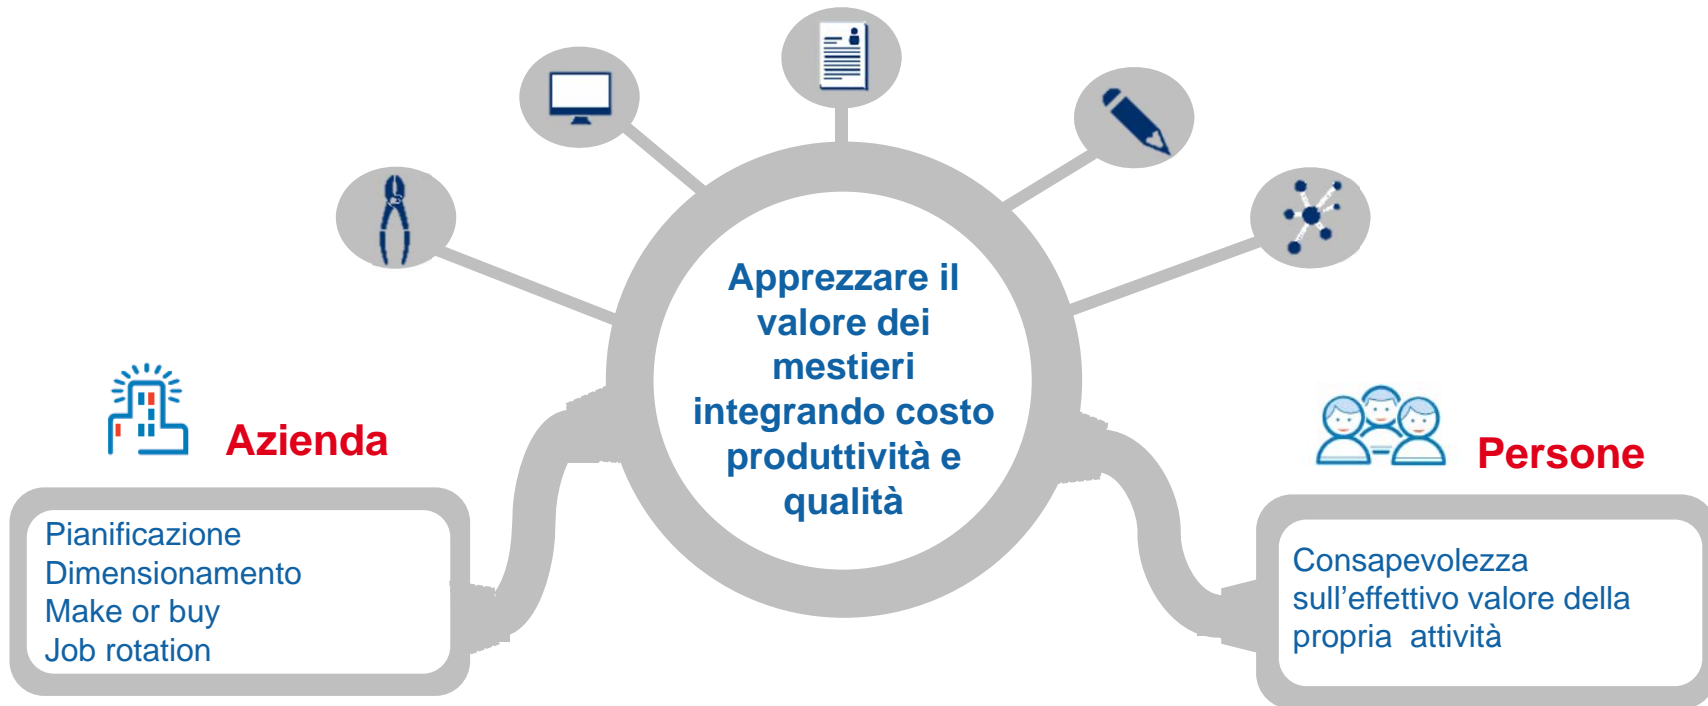 Apprezzare il
valore dei
mestieri
integrando costo
produttività e
qualità
Azienda
Pianificazione
Dimensionamento
Make or buy
Job rotation
Persone
Consapevolezza
sull’effettivo valore della
propria  attività